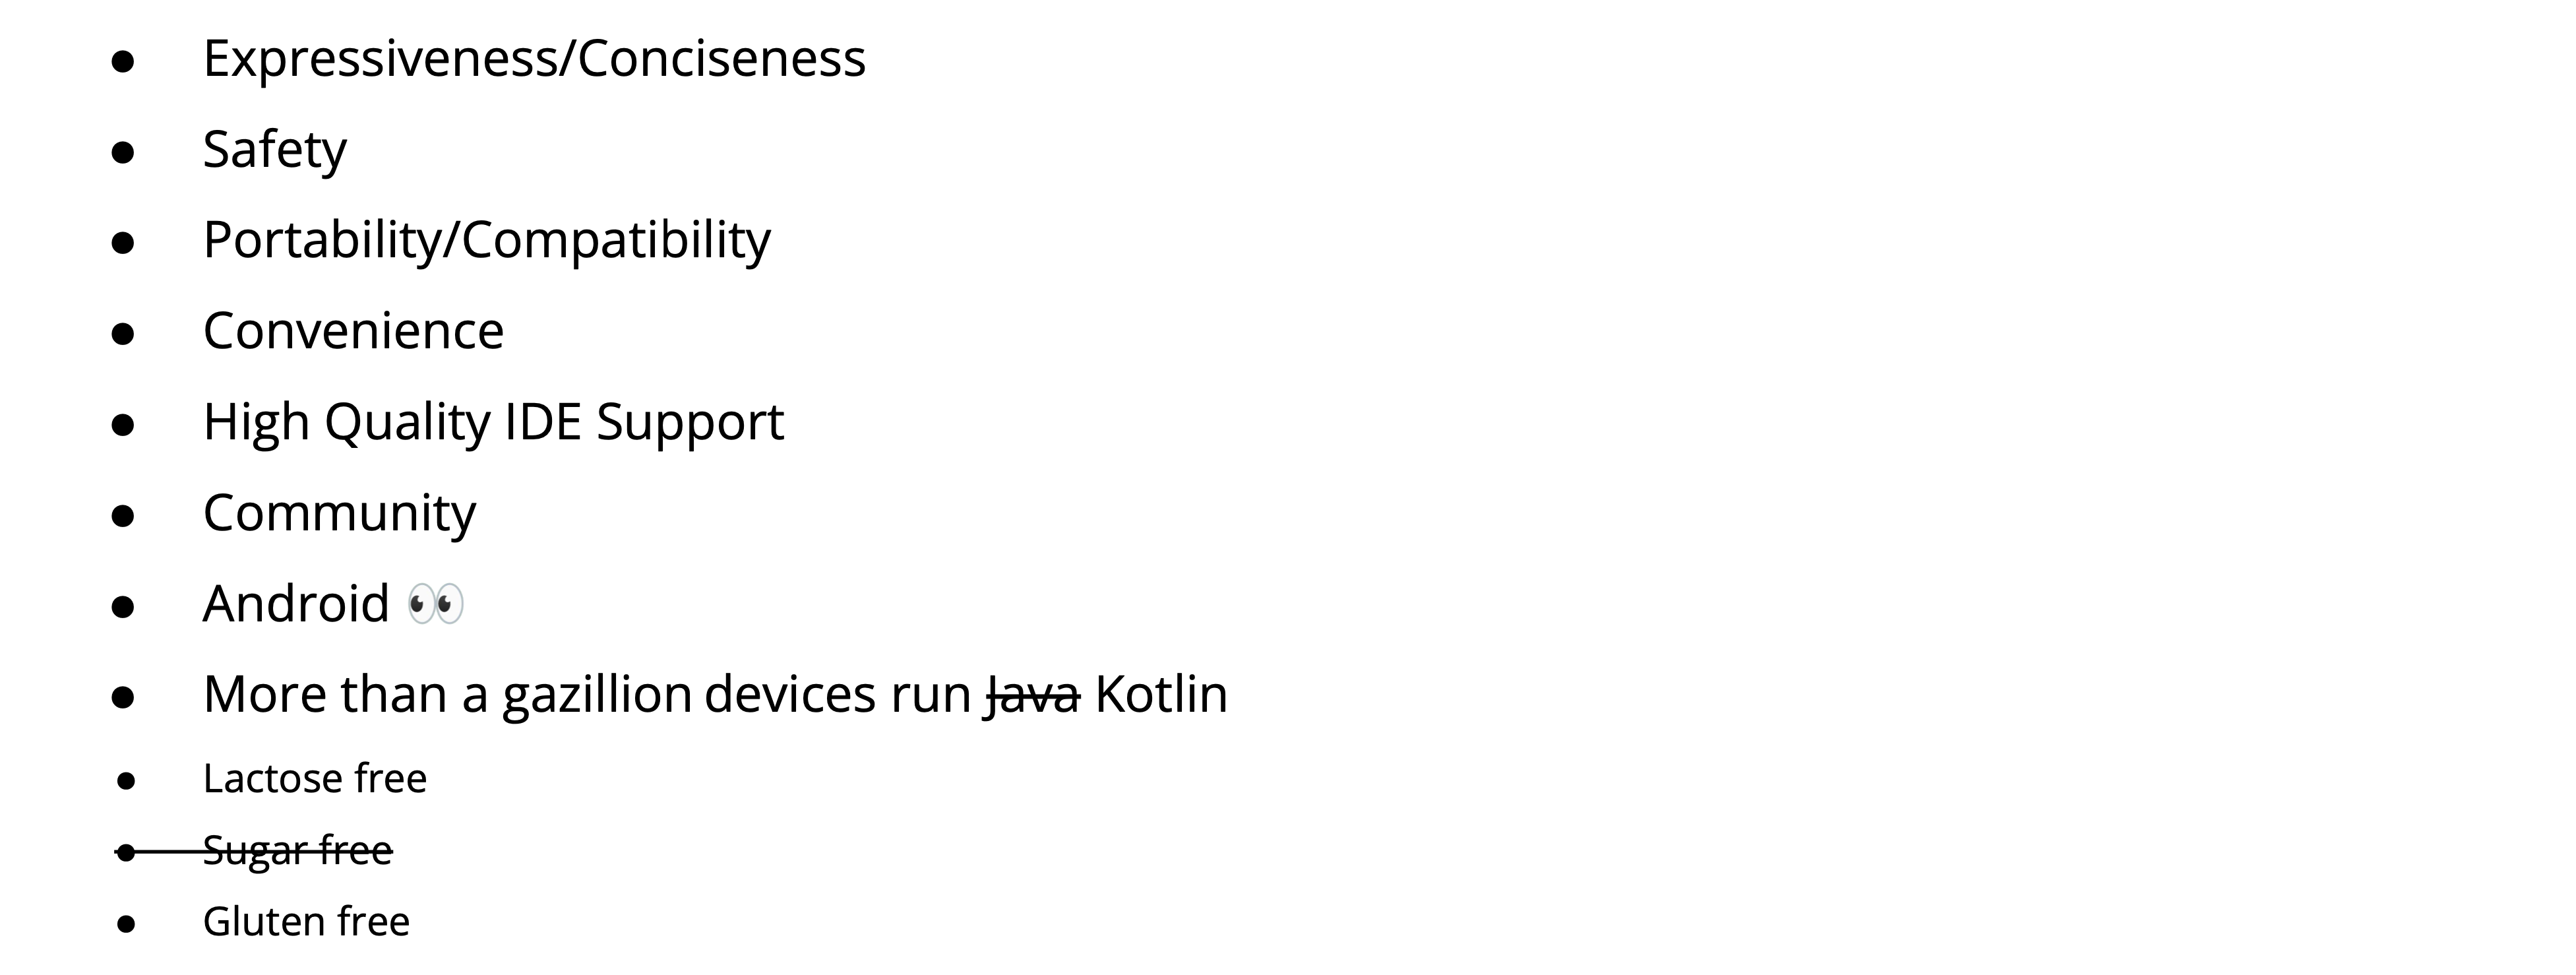 ● Expressiveness/Conciseness
● Safety
● Portability/Compatibility
● Convenience
● High Quality IDE Support
● Community
● Android 👀
● More than a gazillion devices run ~~Java~~ Kotlin
● Lactose free
~~● Sugar free~~
● Gluten free